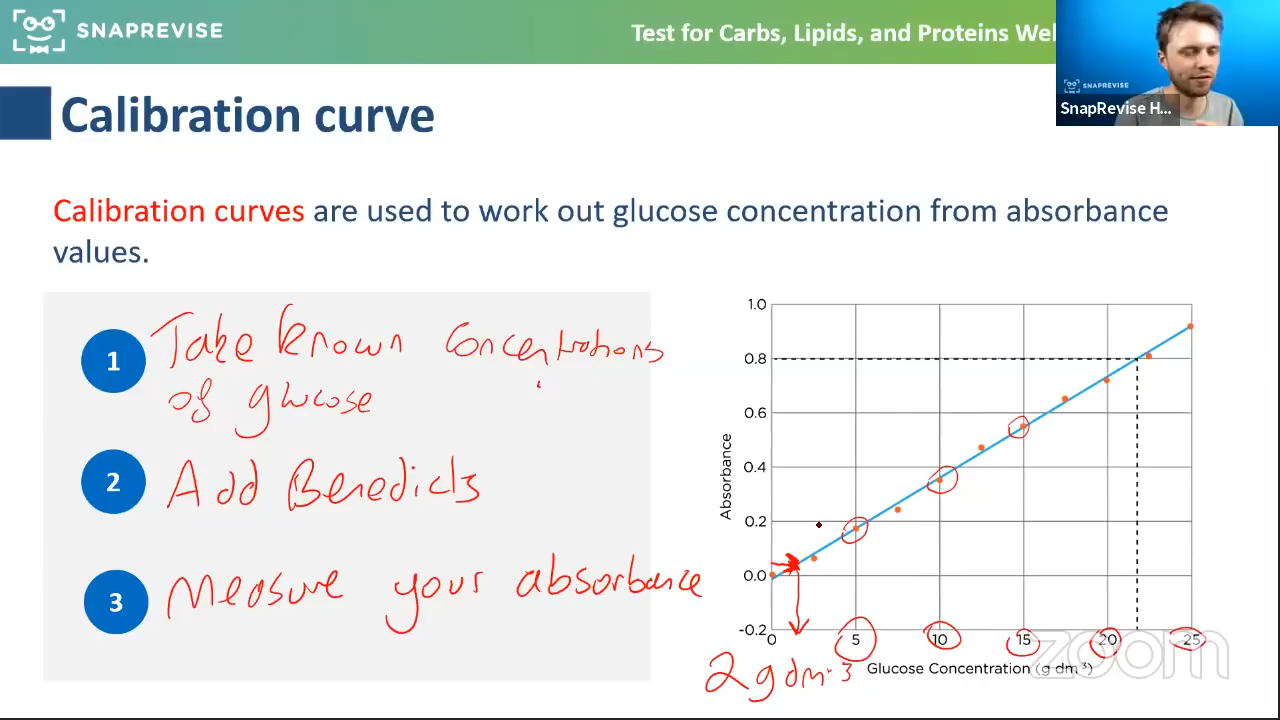 SNAPREVISE
Test for Carbs, Lipids, and Proteins We
SNAPREVISE
SnapRevise H...
Calibration curve
Calibration curves are used to work out glucose concentration from absorbance
values.
1 Take known concentrations
of glucose
2 Add Benedicts
3 Measure your absorbance
1.0
0.8
0.6
0.4
0.2
0.0
-0.2
Absorbance
0 5 10 15 20 25
Glucose Concentration (g dm-3)
2 g dm-3
zoom